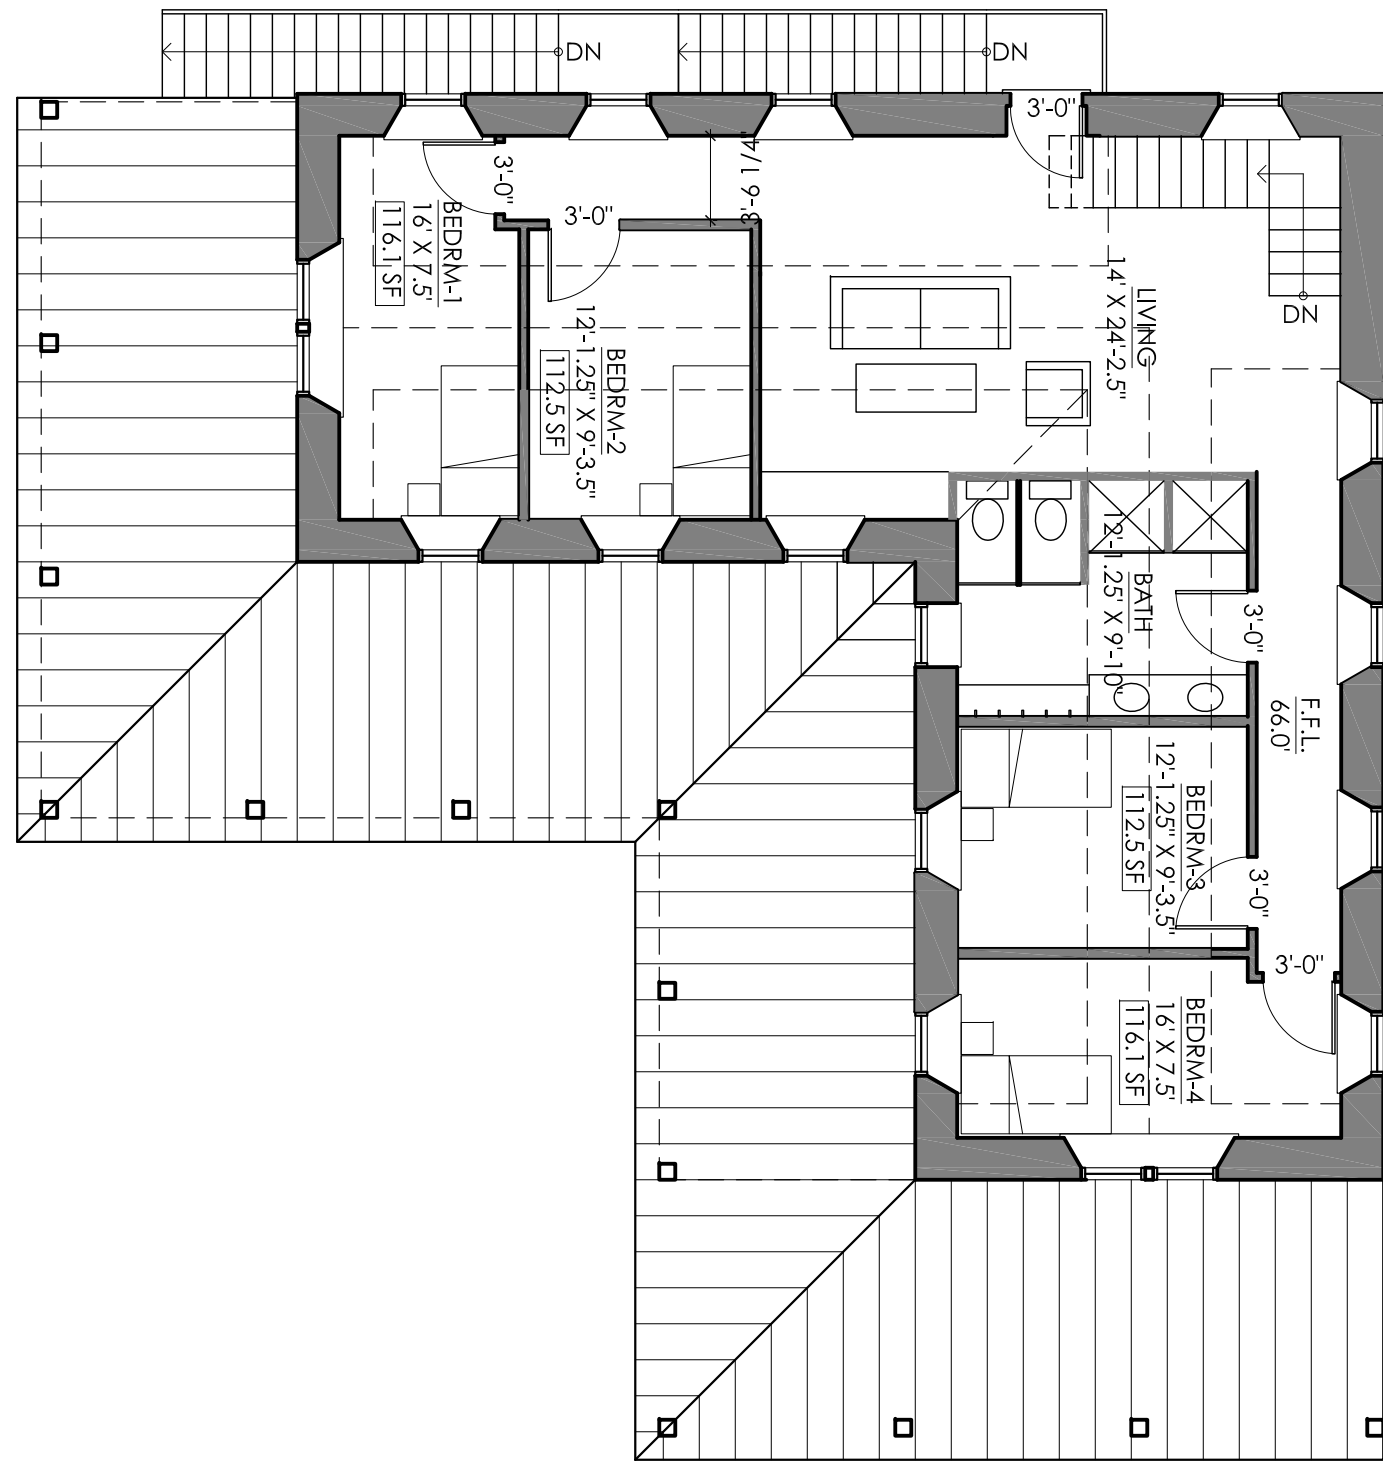 DN
DN
3'-0"
3'-0"
3'-0"
3'-6 1/4"
BEDRM-1
16' X 7.5'
116.1 SF
BEDRM-2
12'-1.25" X 9'-3.5"
112.5 SF
LIVING
14' X 24'-2.5"
DN
BATH
12'-1.25' X 9'-10"
3'-0"
F.F.L.
66.0'
BEDRM-3
12'-1.25" X 9'-3.5"
112.5 SF
3'-0"
3'-0"
BEDRM-4
16' X 7.5'
116.1 SF